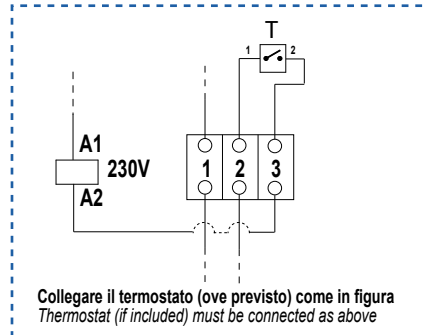 T
1 2
A1
230V
A2
1 2 3
Collegare il termostato (ove previsto) come in figura
Thermostat (if included) must be connected as above